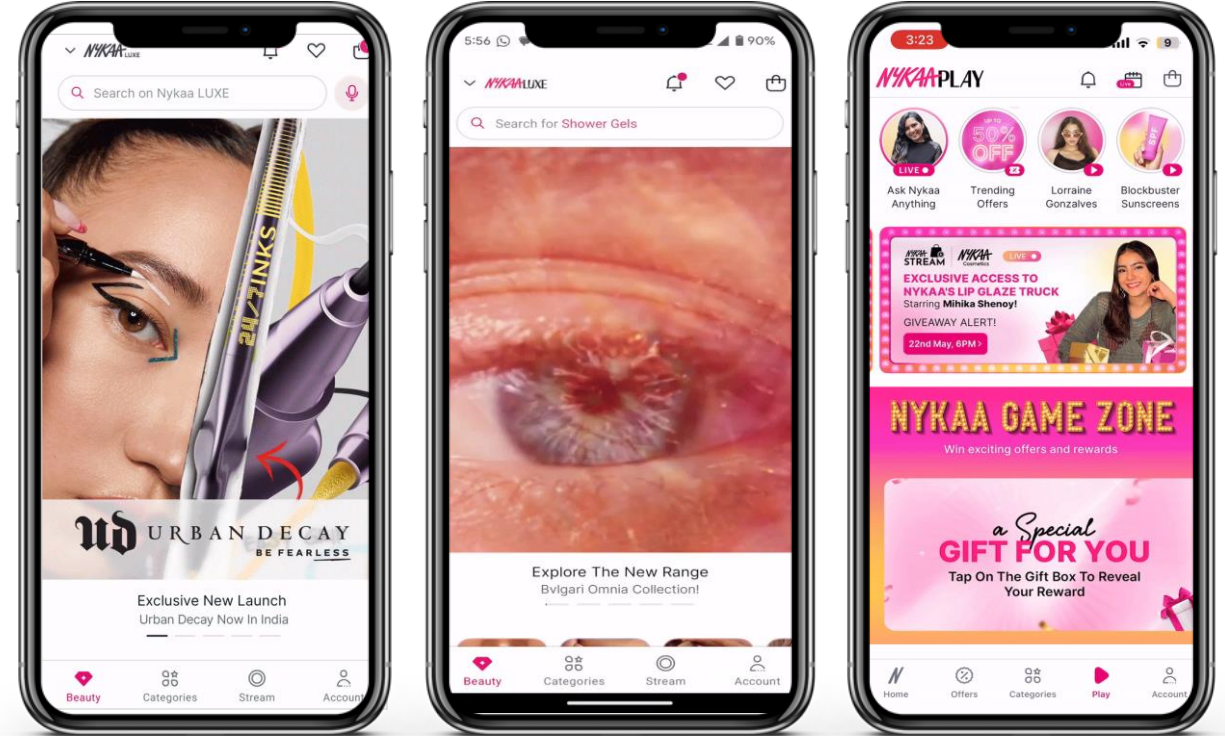 NYKAA LUXE
Search on Nykaa LUXE
24/7 INKS
UD URBAN DECAY
BE FEARLESS
Exclusive New Launch
Urban Decay Now In India
Beauty
Categories
Stream
Account
5:56
90%
NYKAA LUXE
Search for Shower Gels
Explore The New Range
Bvlgari Omnia Collection!
Beauty
Categories
Stream
Account
3:23
9
NYKAA PLAY
LIVE
UP TO
50%
OFF
SPF
LIVE
Ask Nykaa
Anything
Trending
Offers
Lorraine
Gonzalves
Blockbuster
Sunscreens
NYKAA
STREAM
NYKAA
Cosmetics
LIVE
EXCLUSIVE ACCESS TO
NYKAA'S LIP GLAZE TRUCK
Starring Mihika Shenoy!
GIVEAWAY ALERT!
22nd May, 6PM >
NYKAA GAME ZONE
Win exciting offers and rewards
a Special
GIFT FOR YOU
Tap On The Gift Box To Reveal
Your Reward
N
Home
Offers
Categories
Play
Account